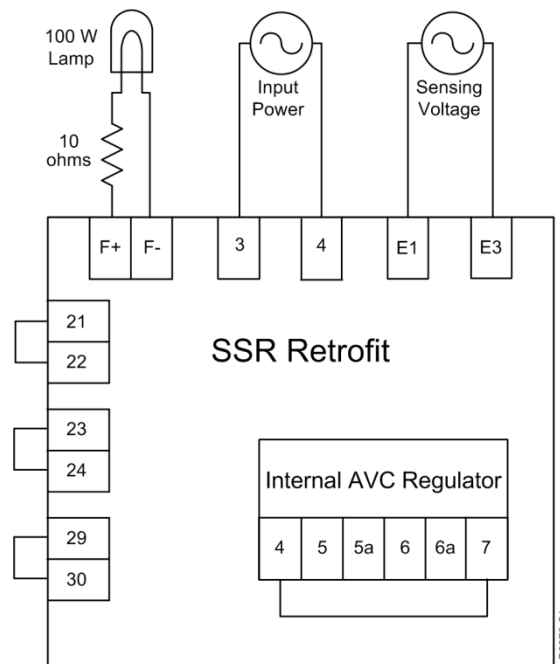 100 W
Lamp
10
ohms
Input
Power
Sensing
Voltage
F+ F- 3 4 E1 E3
21
22
SSR Retrofit
23
24
Internal AVC Regulator
29
30
4 5 5a 6 6a 7